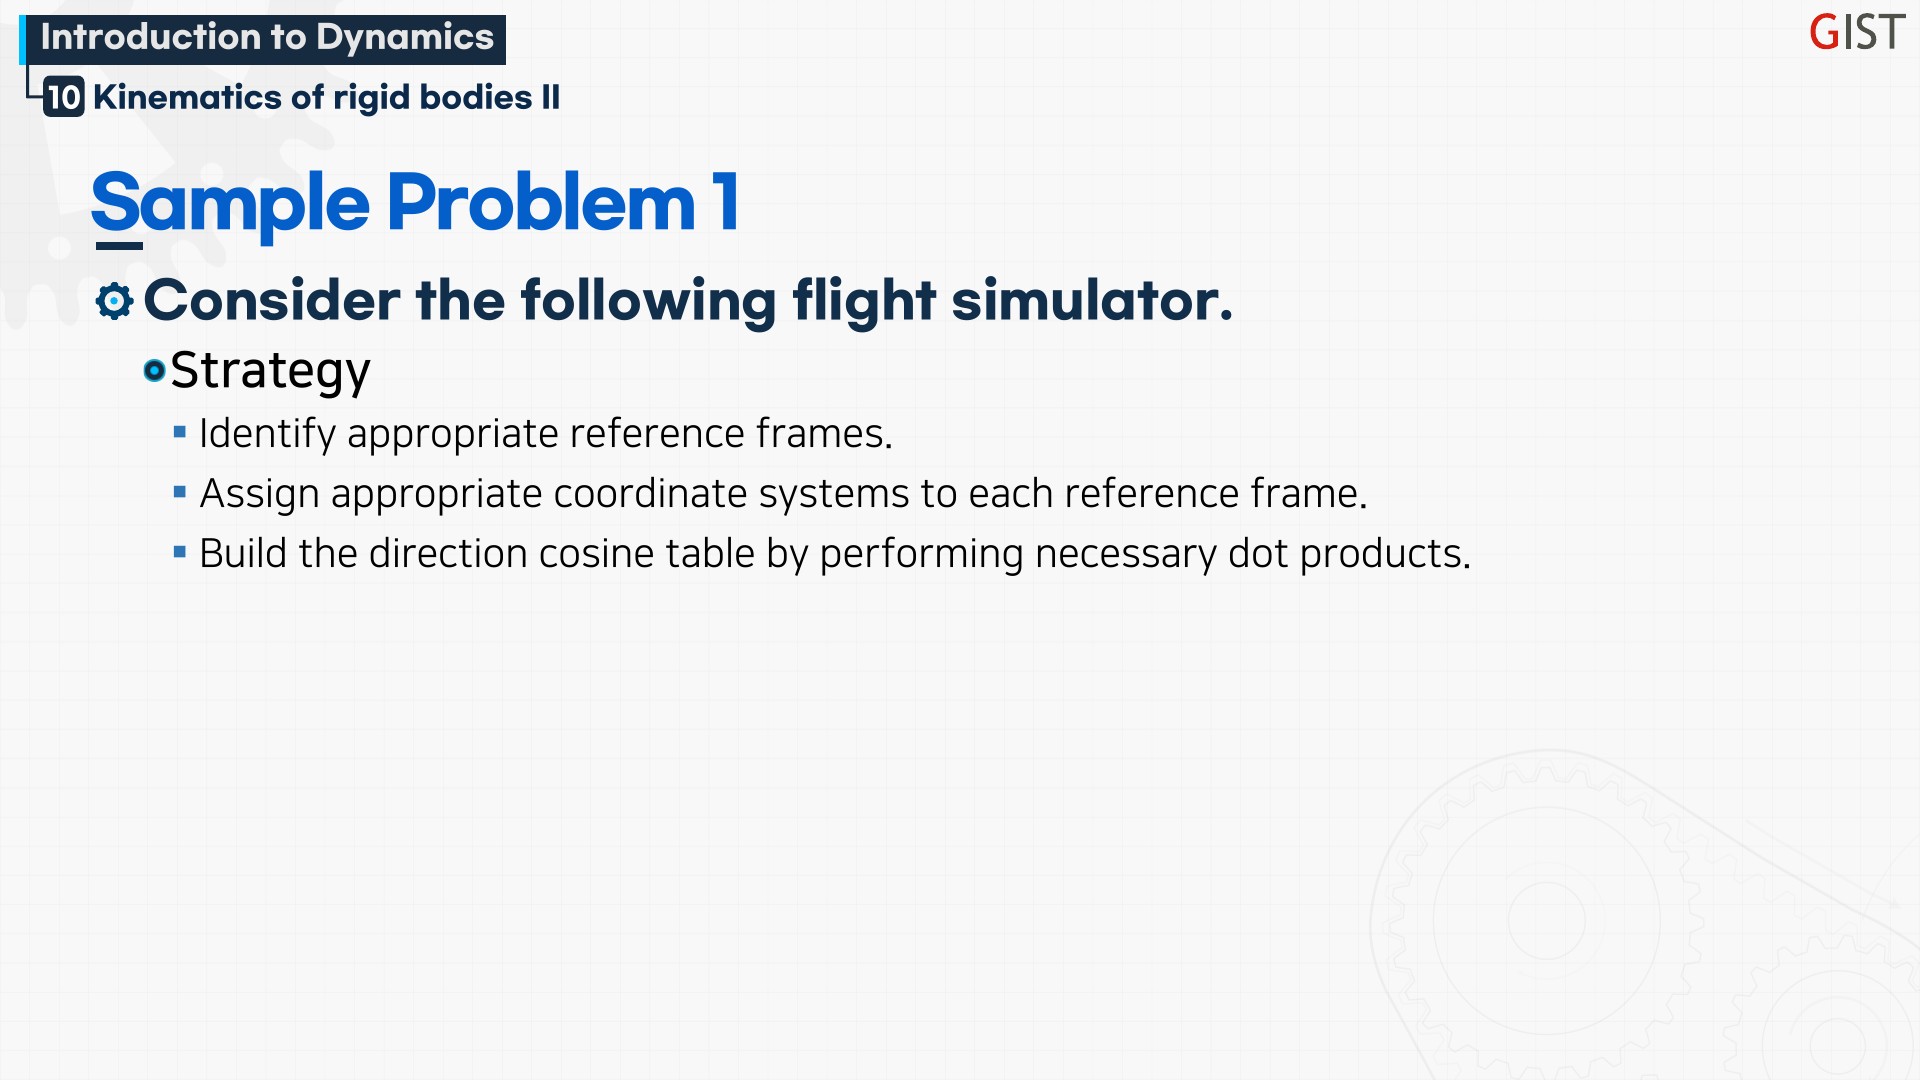 Introduction to Dynamics
GIST
10 Kinematics of rigid bodies II
Sample Problem 1
Consider the following flight simulator.
Strategy
Identify appropriate reference frames.
Assign appropriate coordinate systems to each reference frame.
Build the direction cosine table by performing necessary dot products.